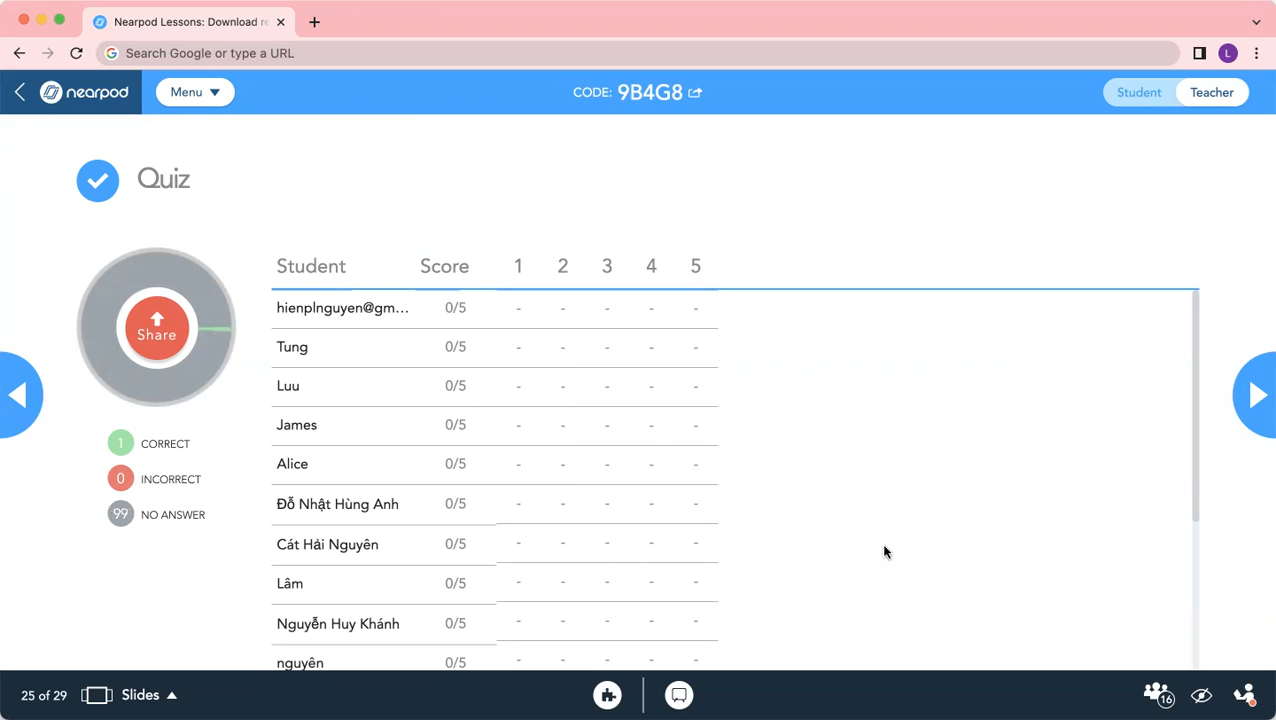 Nearpod Lessons: Download re
Search Google or type a URL
L
nearpod
Menu
CODE: 9B4G8
Student Teacher
Quiz
Student Score 1 2 3 4 5
hienplnguyen@gm... 0/5 - - - - -
Tung 0/5 - - - - -
Luu 0/5 - - - - -
James 0/5 - - - - -
Alice 0/5 - - - - -
Đỗ Nhật Hùng Anh 0/5 - - - - -
Cát Hải Nguyên 0/5 - - - - -
Lâm 0/5 - - - - -
Nguyễn Huy Khánh 0/5 - - - - -
nguyên 0/5 - - - - -
Share
1 CORRECT
0 INCORRECT
99 NO ANSWER
25 of 29 Slides
16